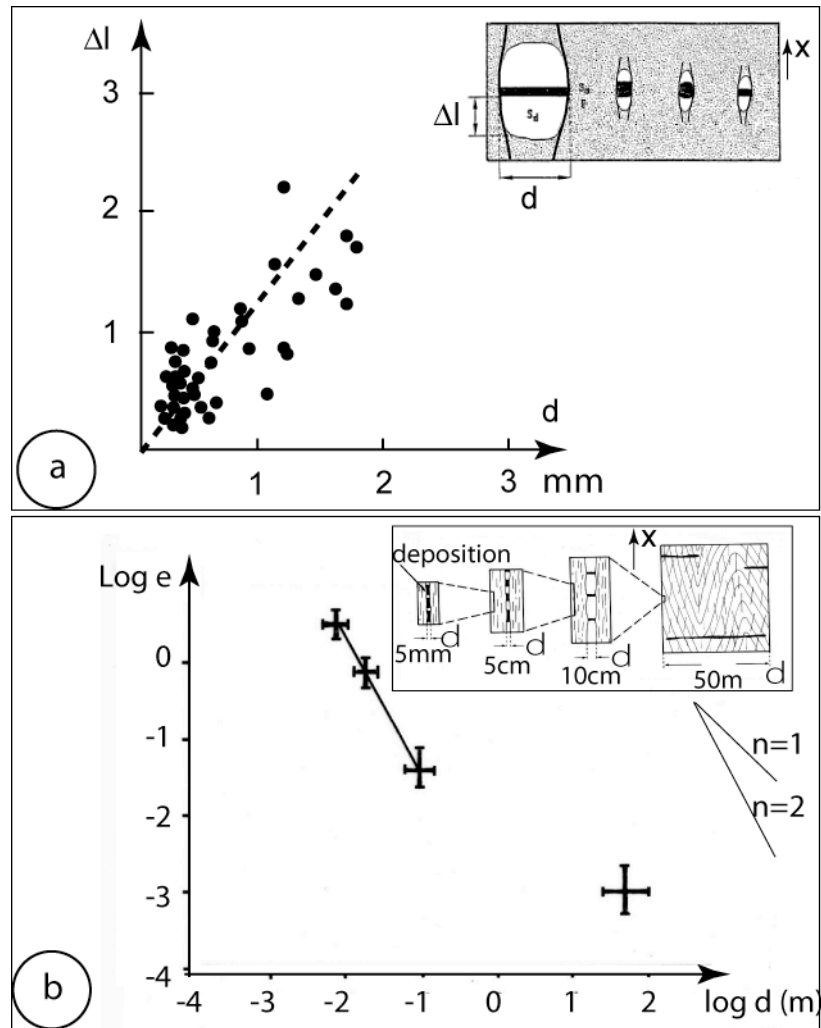 Δl
3
2
1
d
1
2
3
mm
x
Δl
d
a
Log e
deposition
x
d
d
d
d
5mm
5cm
10cm
50m
0
-1
-2
-3
-4
n=1
n=2
-4
-3
-2
-1
0
1
2
log d (m)
b